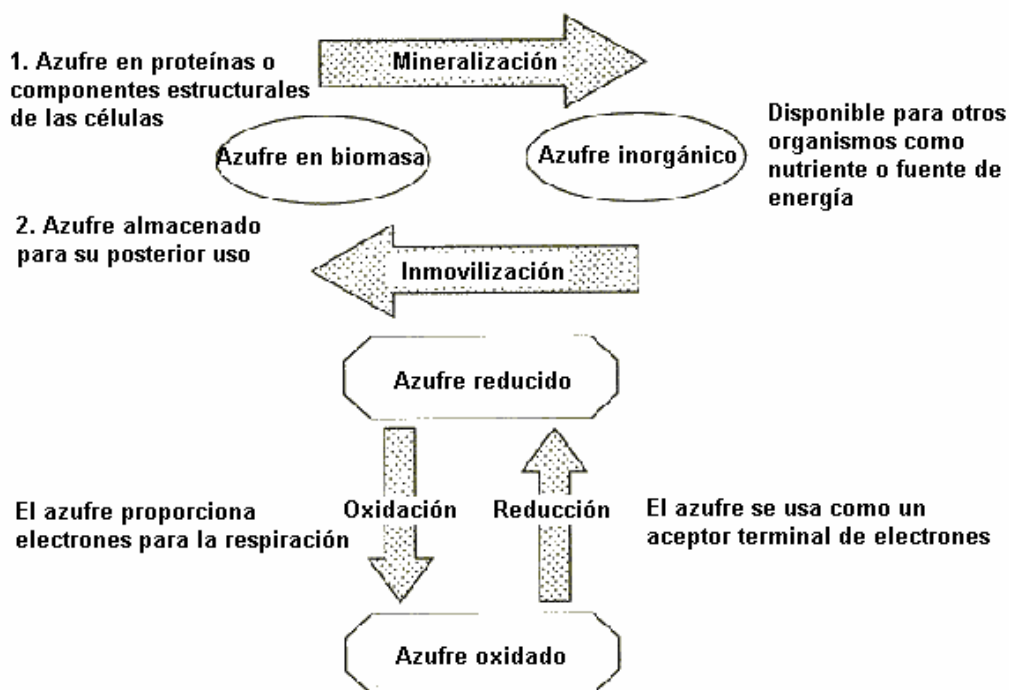 Mineralización
1. Azufre en proteínas o
componentes estructurales
de las células
Azufre en biomasa
Azufre inorgánico
Disponible para otros
organismos como
nutriente o fuente de
energía
2. Azufre almacenado
para su posterior uso
Inmovilización
Azufre reducido
El azufre proporciona
electrones para la respiración
Oxidación
Reducción
El azufre se usa como un
aceptor terminal de electrones
Azufre oxidado